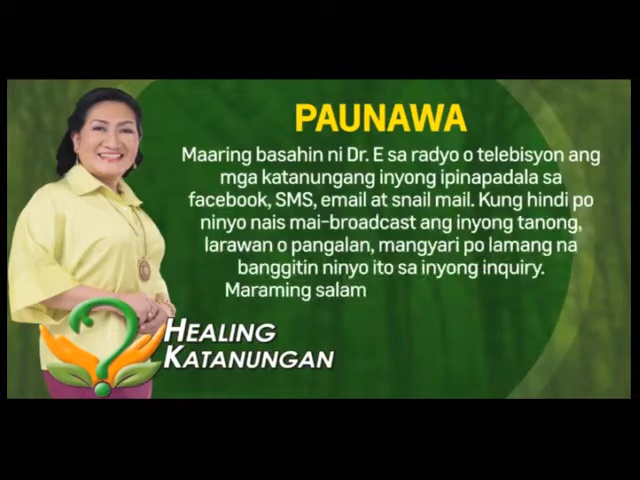 PAUNAWA
Maaring basahin ni Dr. E sa radyo o telebisyon ang
mga katanungang inyong ipinapadala sa
facebook, SMS, email at snail mail. Kung hindi po
ninyo nais mai-broadcast ang inyong tanong,
larawan o pangalan, mangyari po lamang na
banggitin ninyo ito sa inyong inquiry.
Maraming salam
HEALING
KATANUNGAN